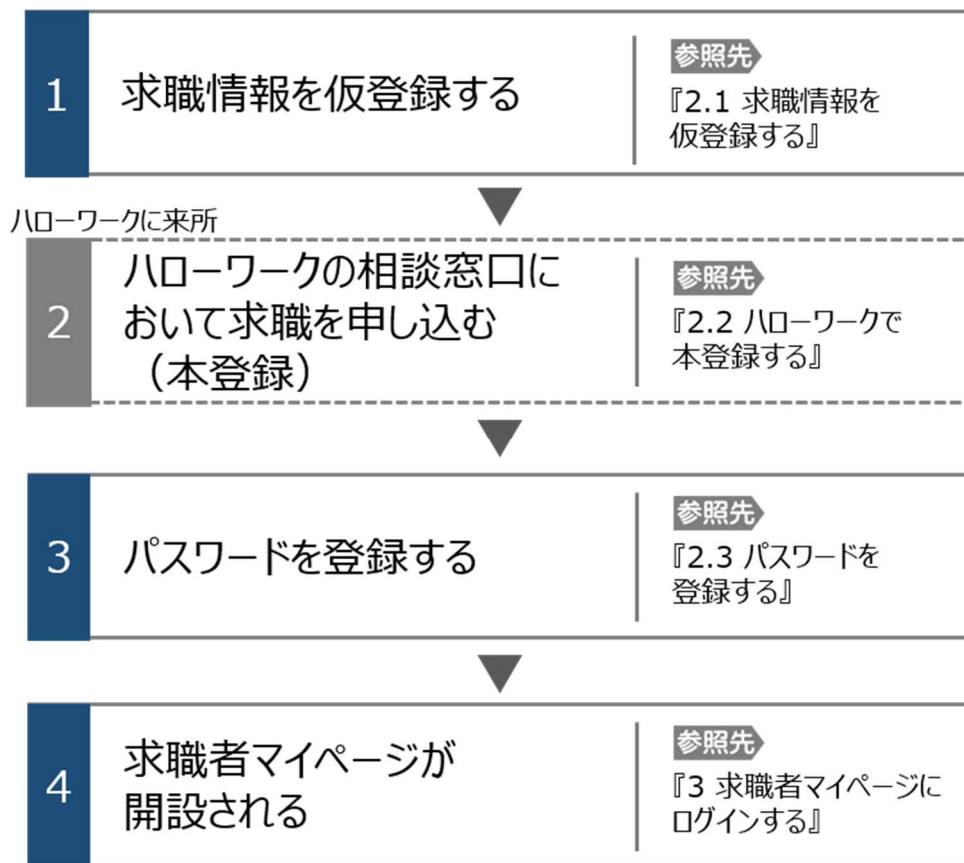 1
求職情報を仮登録する
参照先
『2.1 求職情報を
仮登録する』
ハローワークに来所
2
ハローワークの相談窓口に
おいて求職を申し込む
（本登録）
参照先
『2.2 ハローワークで
本登録する』
3
パスワードを登録する
参照先
『2.3 パスワードを
登録する』
4
求職者マイページが
開設される
参照先
『3 求職者マイページに
ログインする』